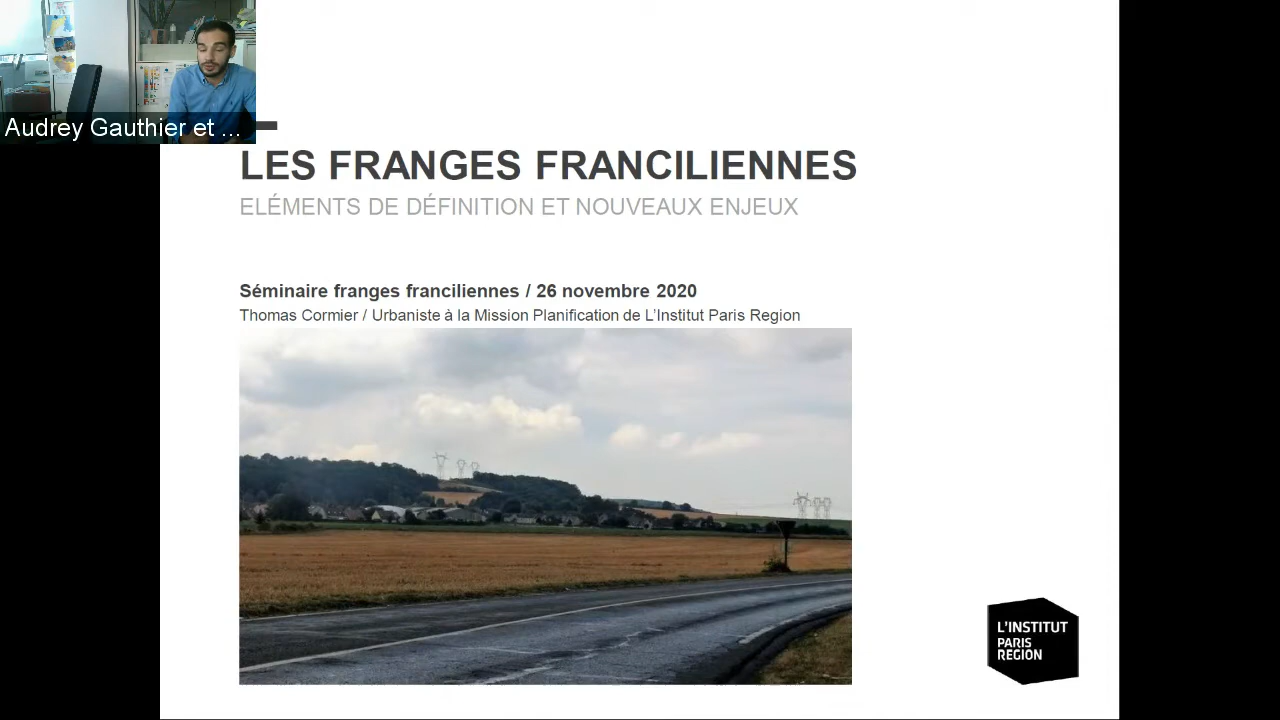 Audrey Gauthier et ...
LES FRANGES FRANCILIENNES
ELÉMENTS DE DÉFINITION ET NOUVEAUX ENJEUX
Séminaire franges franciliennes / 26 novembre 2020
Thomas Cormier / Urbaniste à la Mission Planification de L’Institut Paris Region
L'INSTITUT
PARIS
REGION